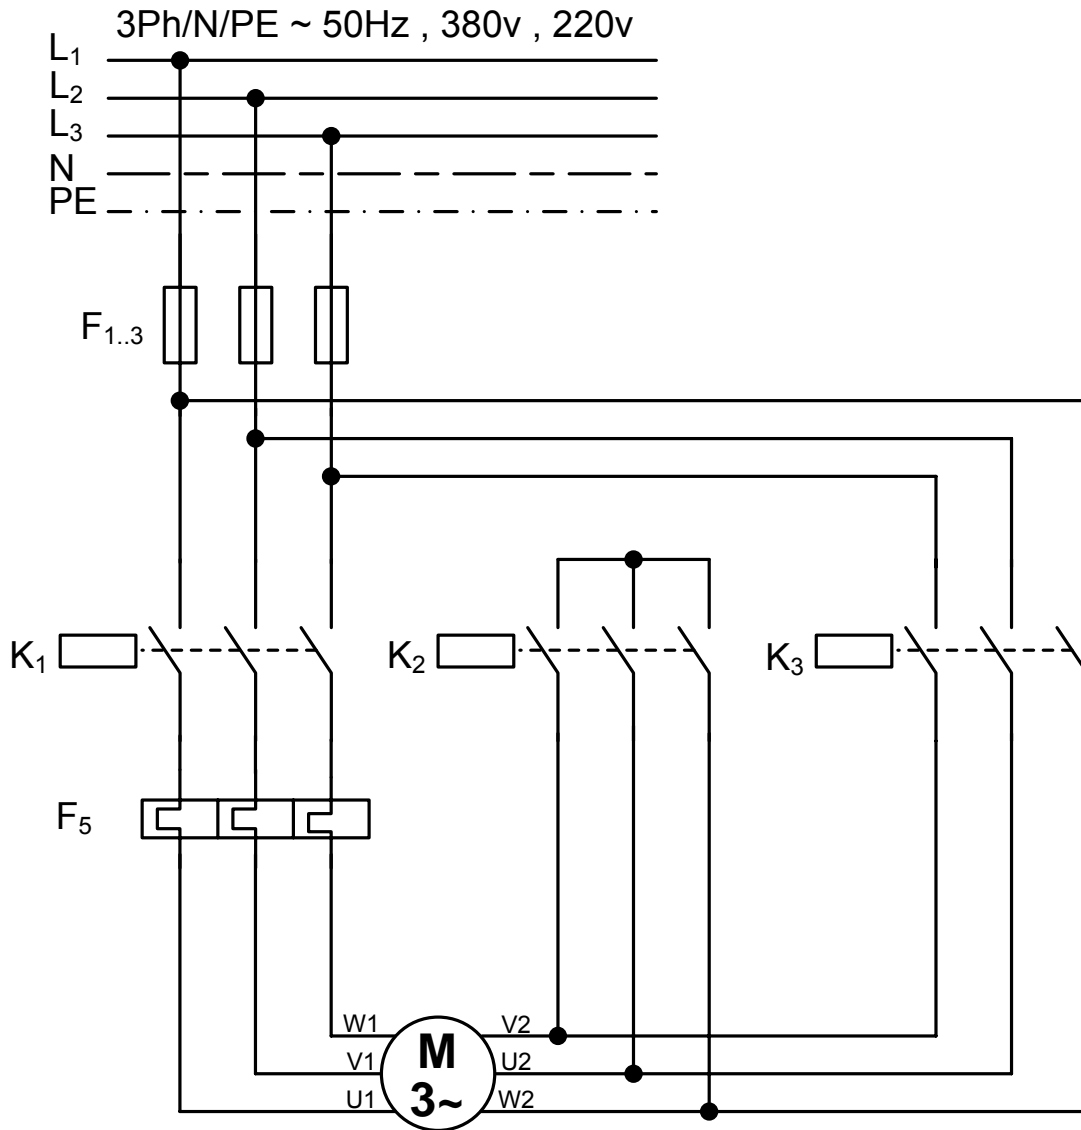 3Ph/N/PE ~ 50Hz , 380v , 220v
L₁
L₂
L₃
N
PE
F₁..₃
K₁
K₂
K₃
F₅
W1
V2
V1
U2
U1
W2
M
3~